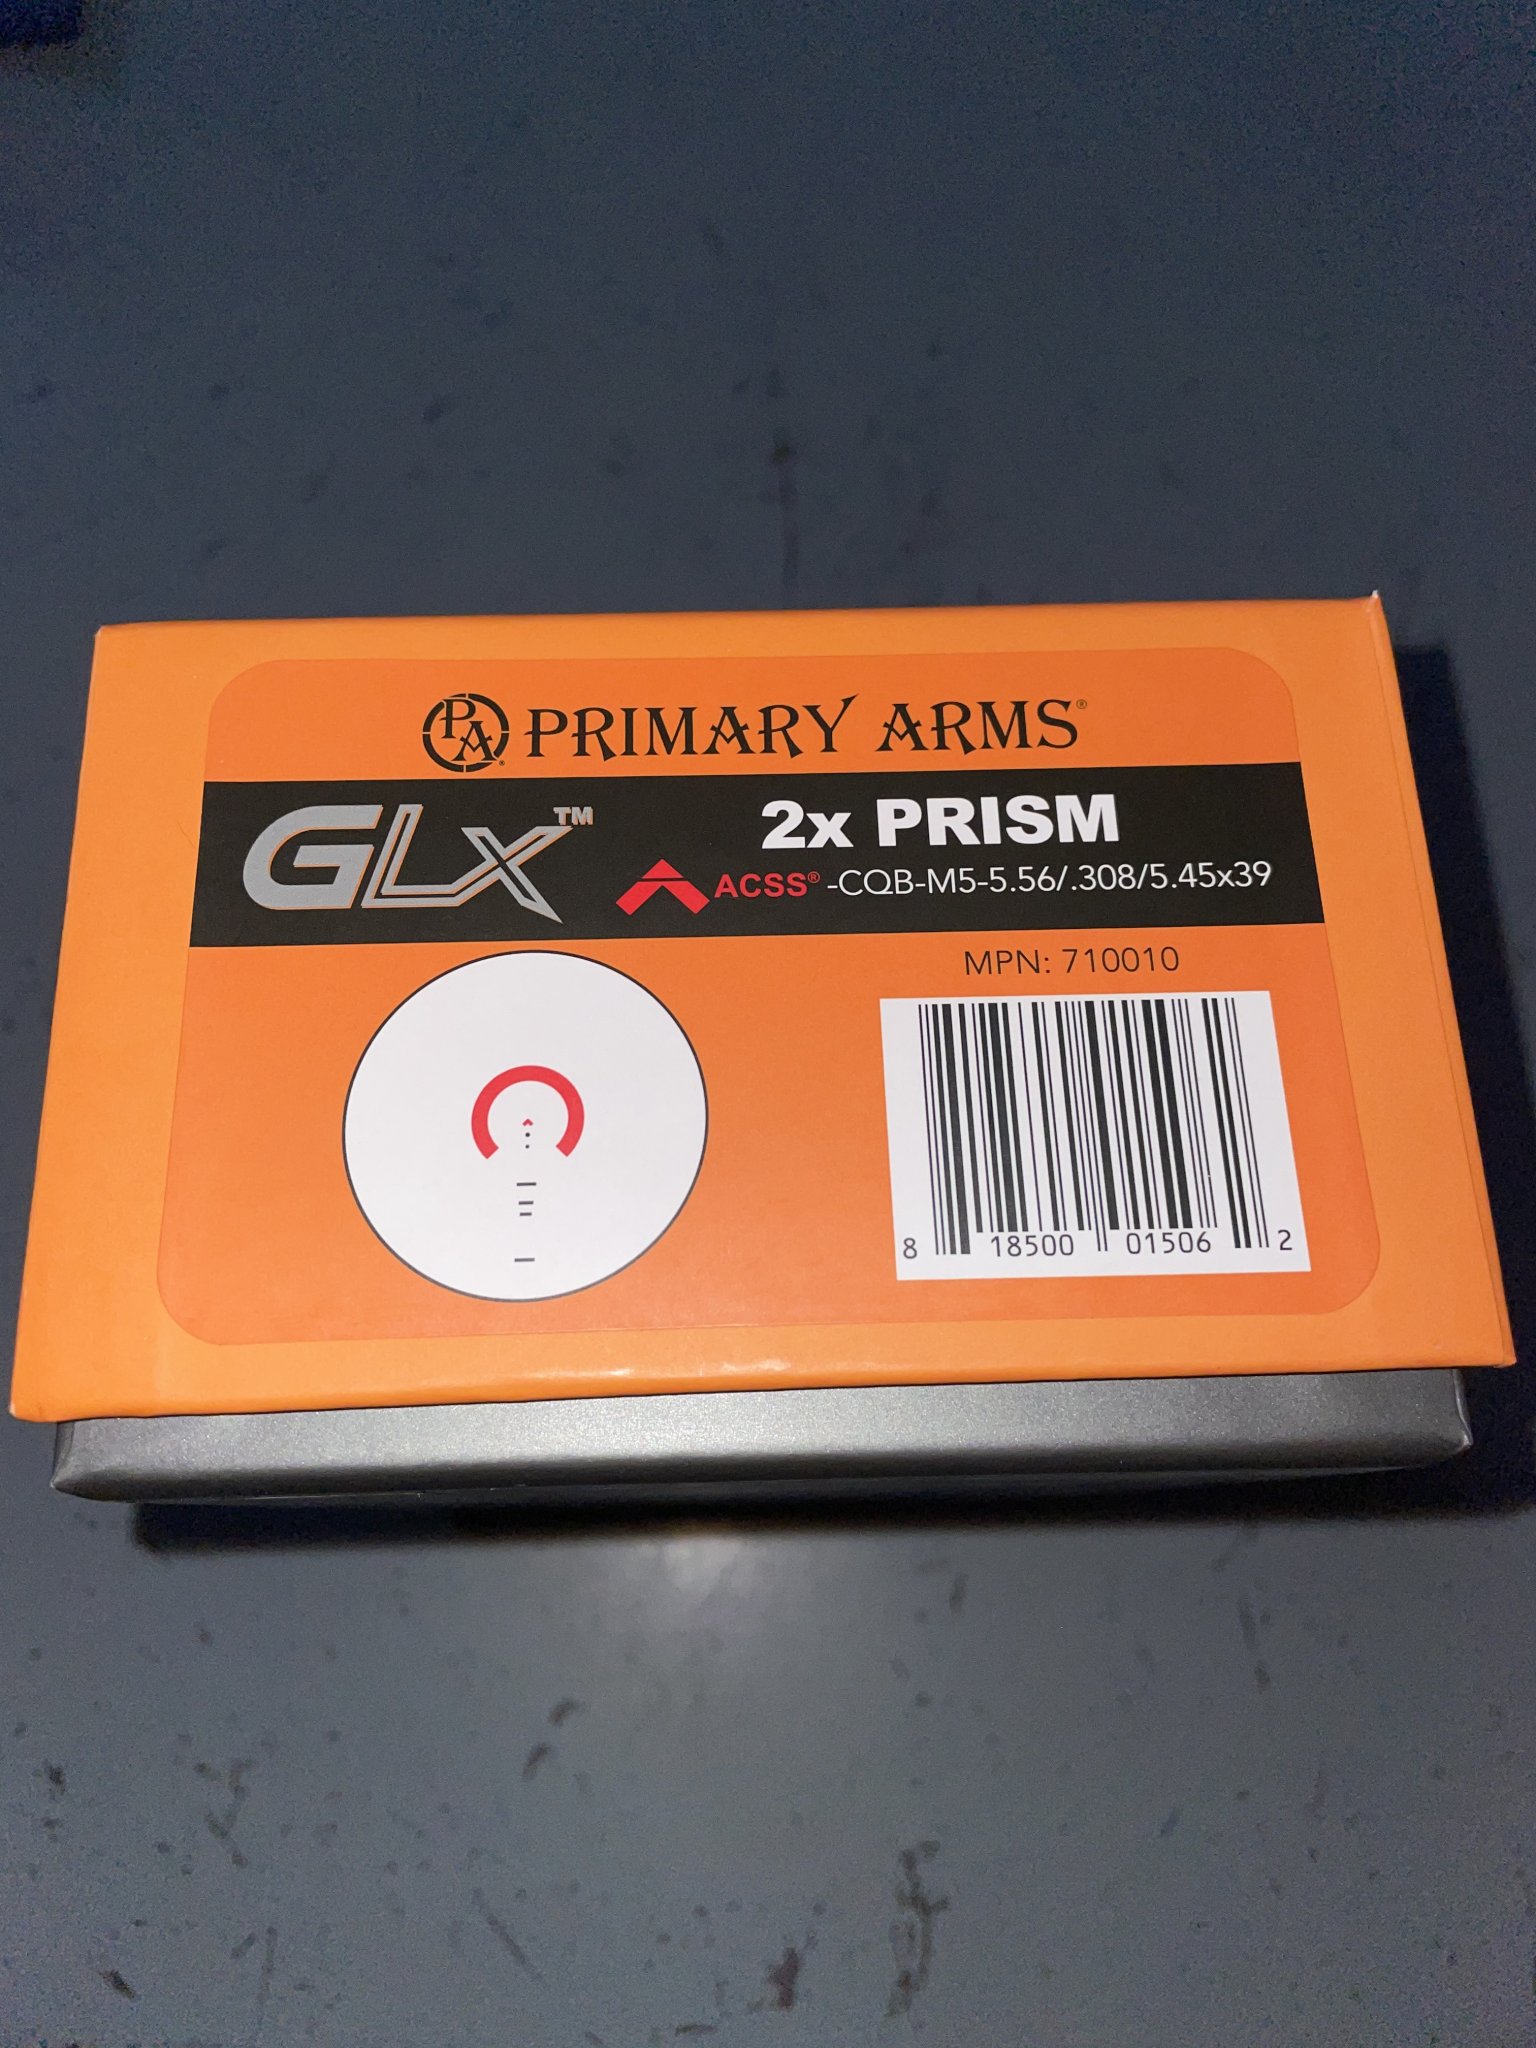 PA® PRIMARY ARMS®
GLx™
2x PRISM
ACSS® -CQB-M5-5.56/.308/5.45x39
MPN: 710010
8 18500 01506 2